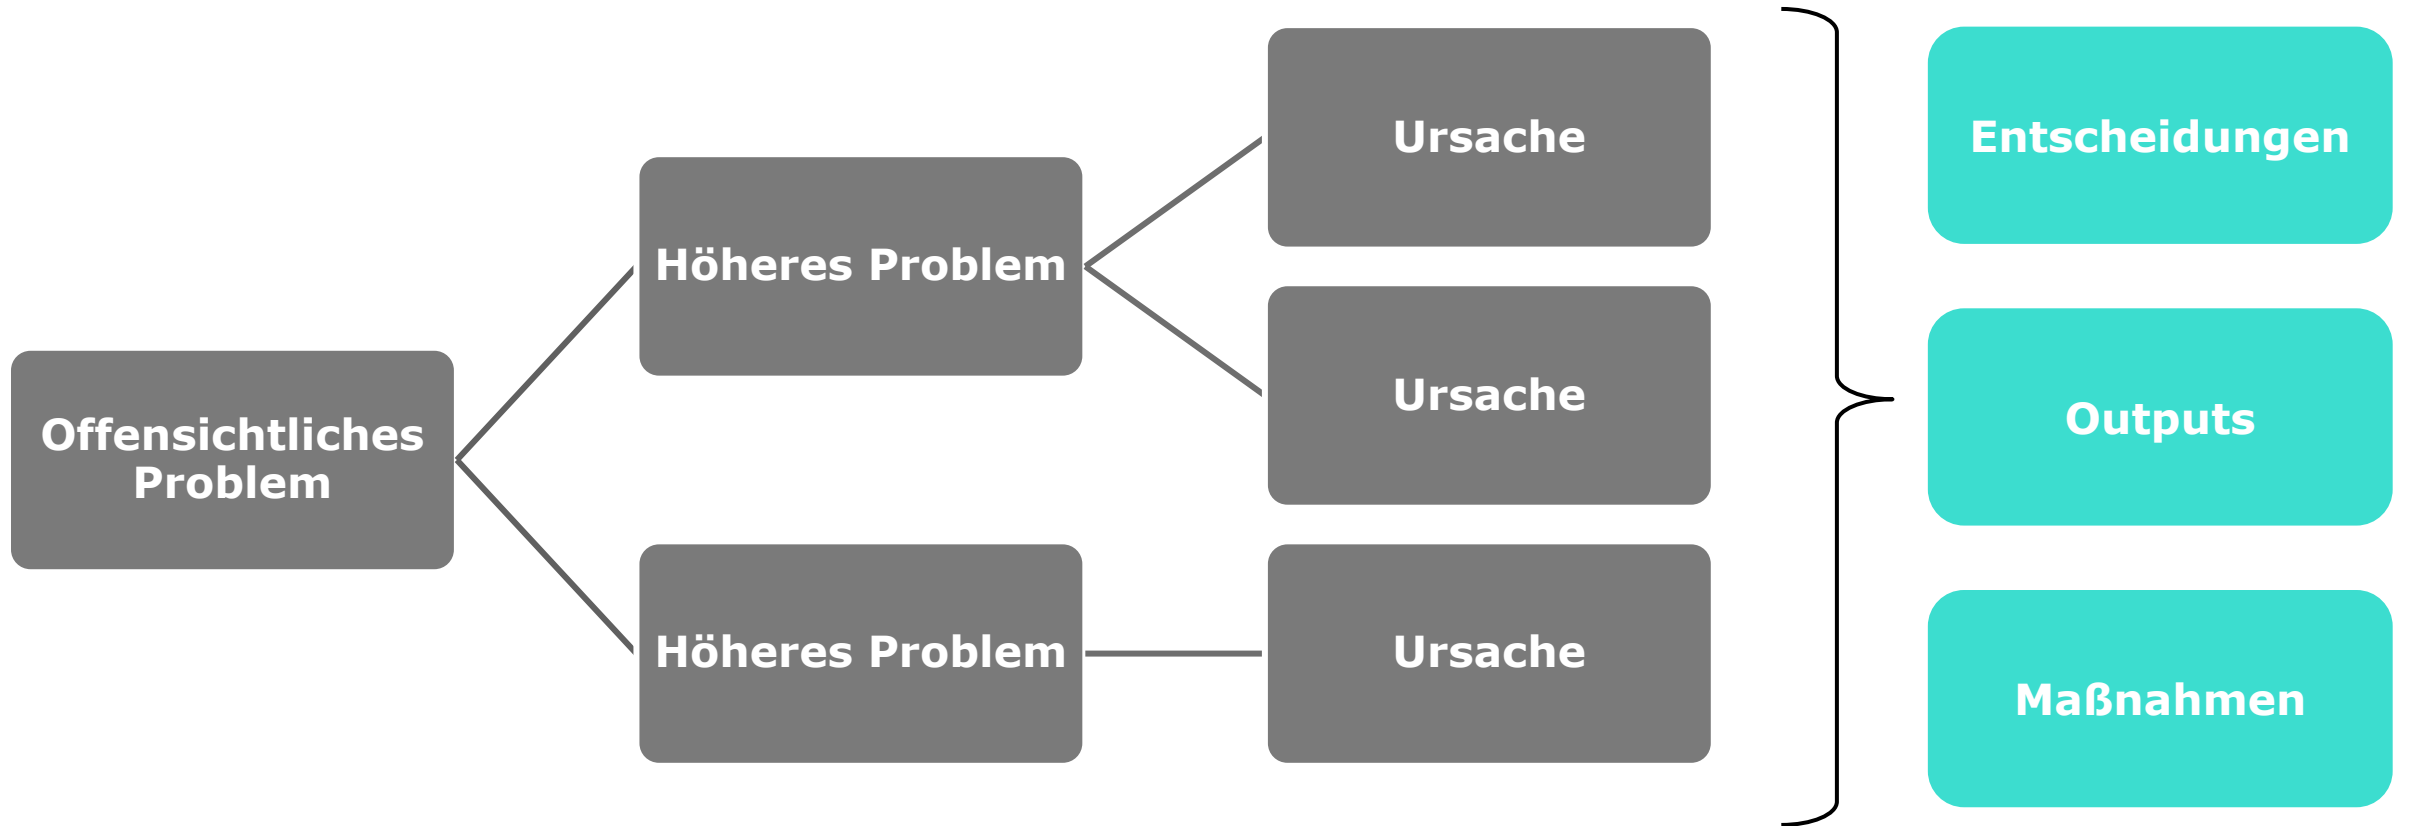 Offensichtliches
Problem
Höheres Problem
Höheres Problem
Ursache
Ursache
Ursache
Entscheidungen
Outputs
Maßnahmen